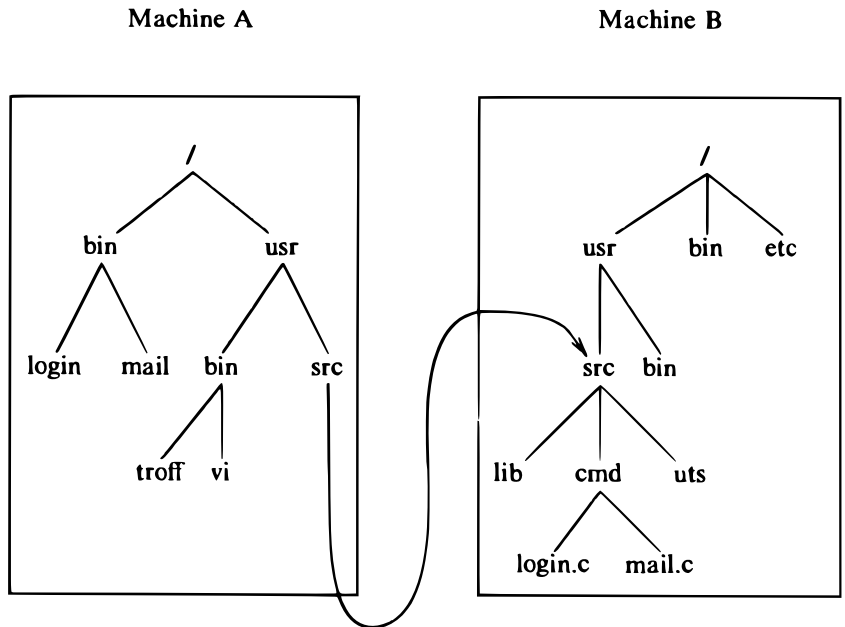 Machine A Machine B
/ /
bin usr usr bin etc
login mail bin src src bin
troff vi lib cmd uts
login.c mail.c